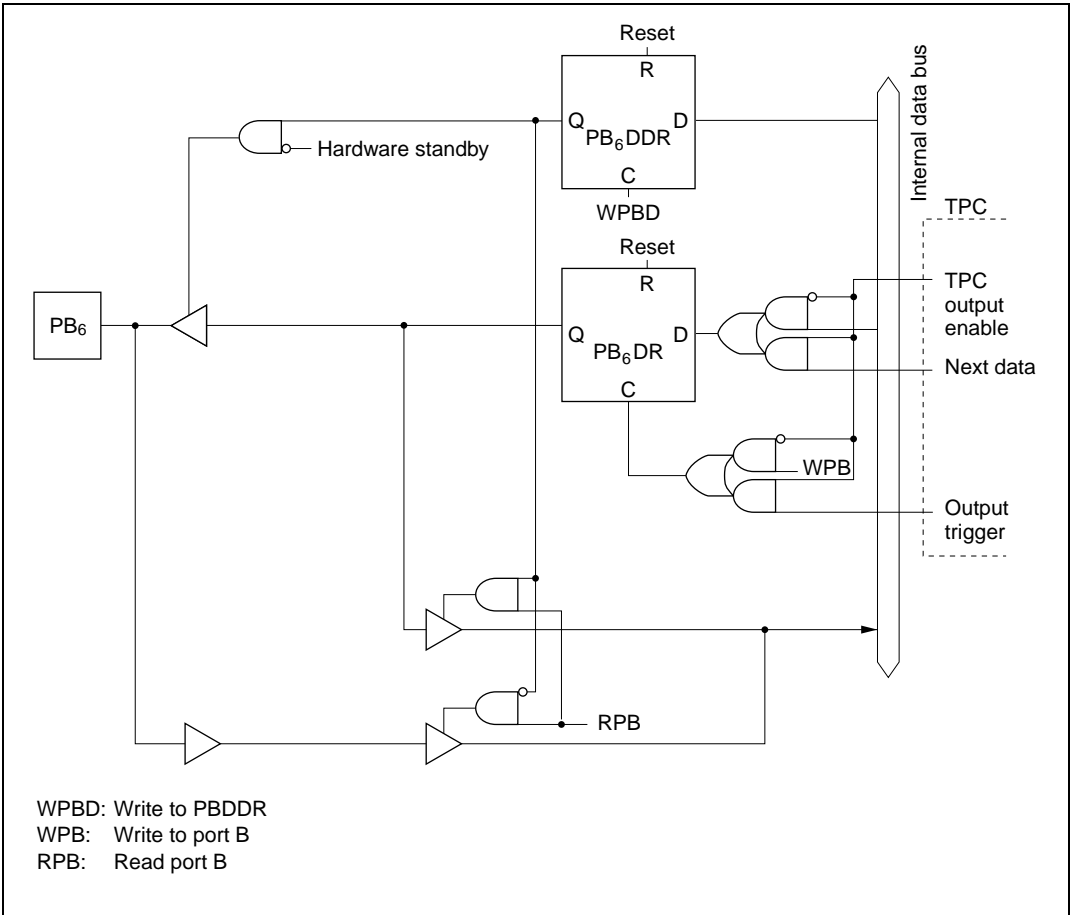 Reset
R
Q
D
PB₆DDR
C
WPBD
Hardware standby
Internal data bus
TPC
Reset
R
Q
D
PB₆DR
C
PB₆
TPC
output
enable
Next data
WPB
Output
trigger
RPB
WPBD: Write to PBDDR
WPB: Write to port B
RPB: Read port B